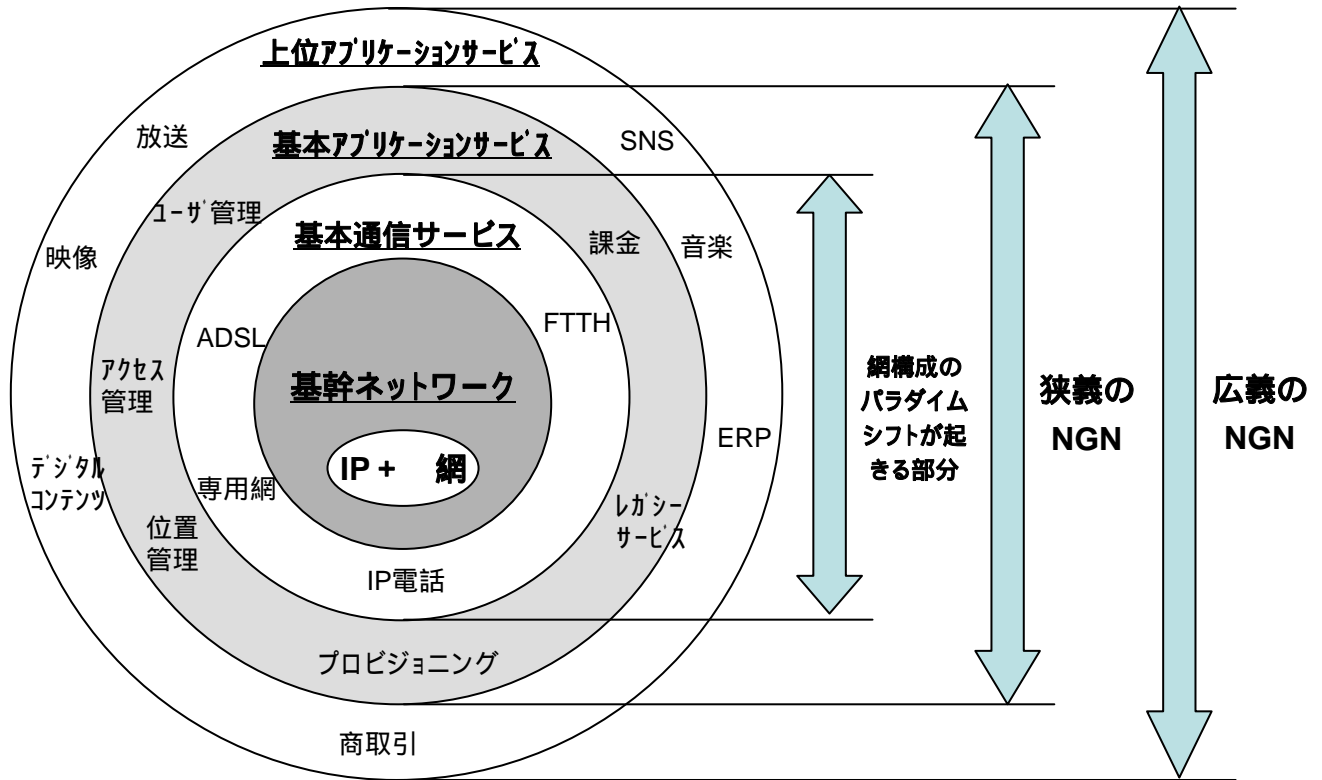 上位ｱﾌﾟﾘｹｰｼｮﾝｻｰﾋﾞｽ
放送
基本ｱﾌﾟﾘｹｰｼｮﾝｻｰﾋﾞｽ
SNS
ﾕｰｻﾞ管理
基本通信サービス
課金
音楽
映像
ADSL
FTTH
ｱｸｾｽ
管理
基幹ネットワーク
IP + 網
ERP
ﾃﾞｼﾞﾀﾙ
ｺﾝﾃﾝﾂ
専用網
位置
管理
ﾚｶﾞｼｰ
ｻｰﾋﾞｽ
IP電話
プロビジョニング
商取引
網構成の
パラダイム
シフトが起
きる部分
狭義の
NGN
広義の
NGN